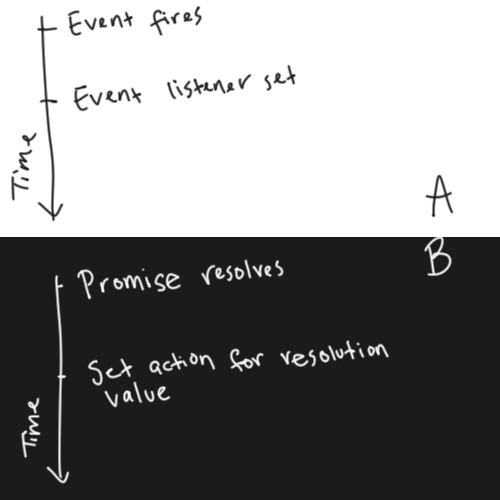 Event fires
Event listener set
Time
A
B
Promise resolves
Set action for resolution
value
Time